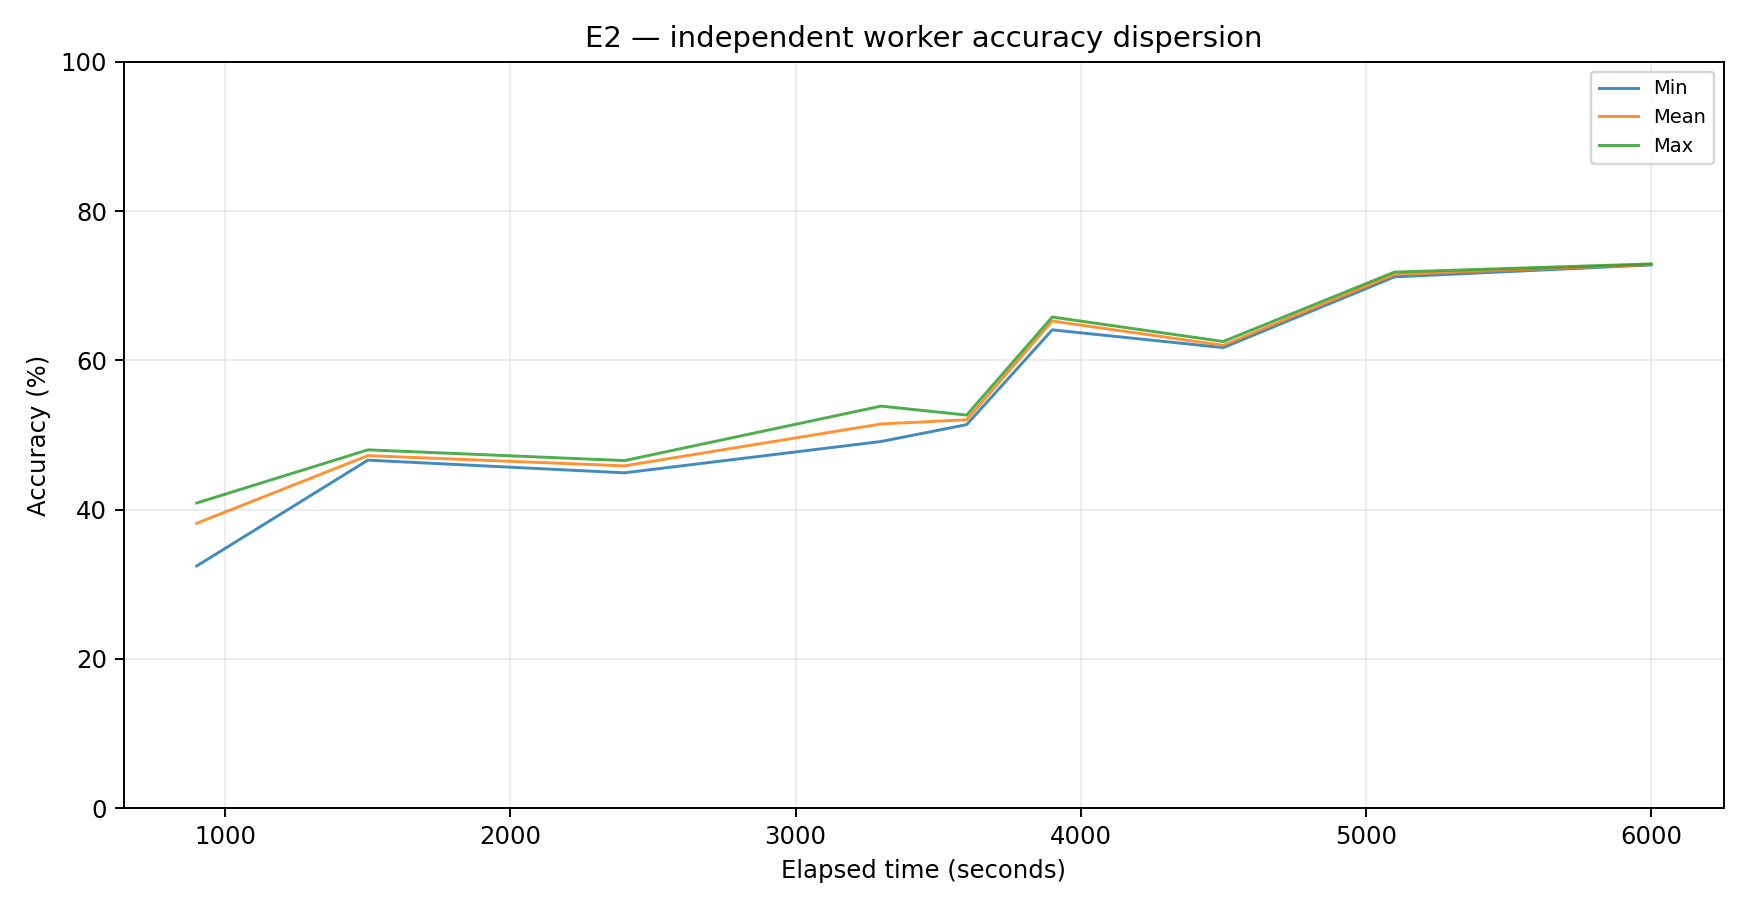 E2 — independent worker accuracy dispersion
100
80
60
40
20
0
Accuracy (%)
Min
Mean
Max
1000
2000
3000
4000
5000
6000
Elapsed time (seconds)